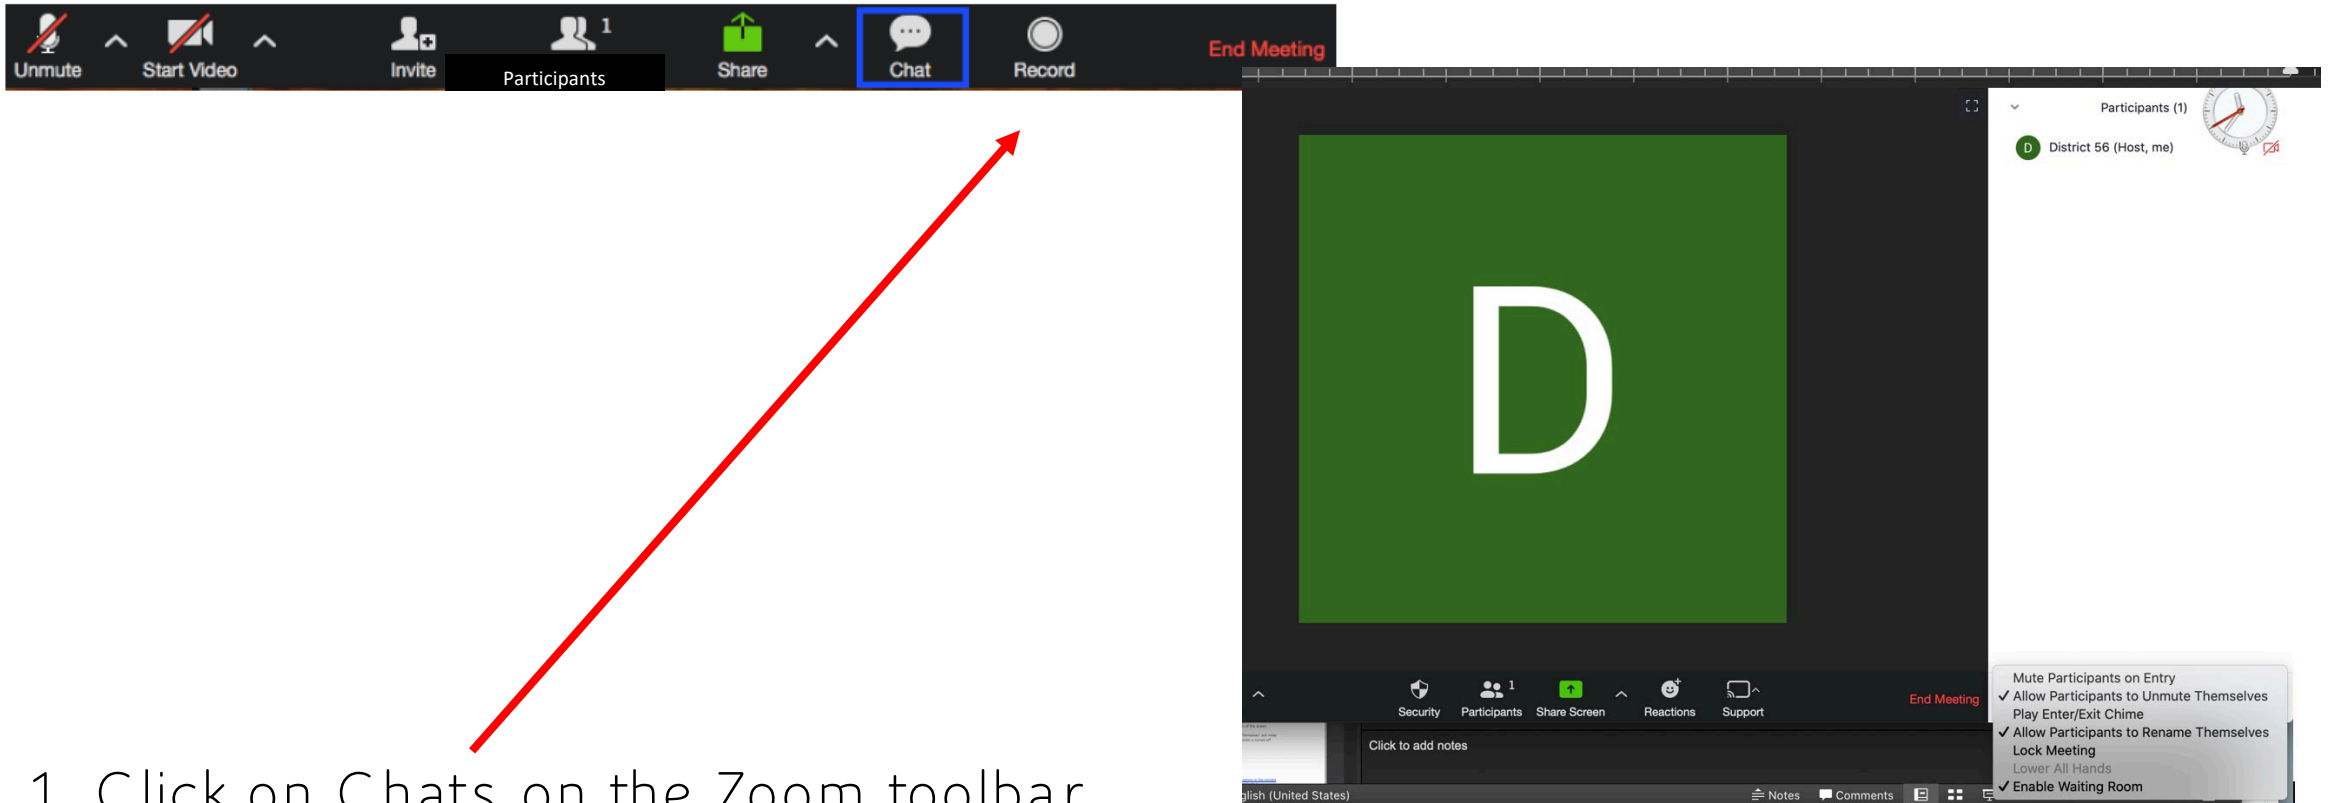 Unmute
Start Video
Invite
1
Participants
Share
Chat
Record
End Meeting
Participants (1)
D District 56 (Host, me)
D
Security
1
Participants
Share Screen
Reactions
Support
End Meeting
Mute Participants on Entry
✓ Allow Participants to Unmute Themselves
Play Enter/Exit Chime
✓ Allow Participants to Rename Themselves
Lock Meeting
Lower All Hands
✓ Enable Waiting Room
Click to add notes
glish (United States)
Notes
Comments
1. Click on Chats on the Zoom toolbar